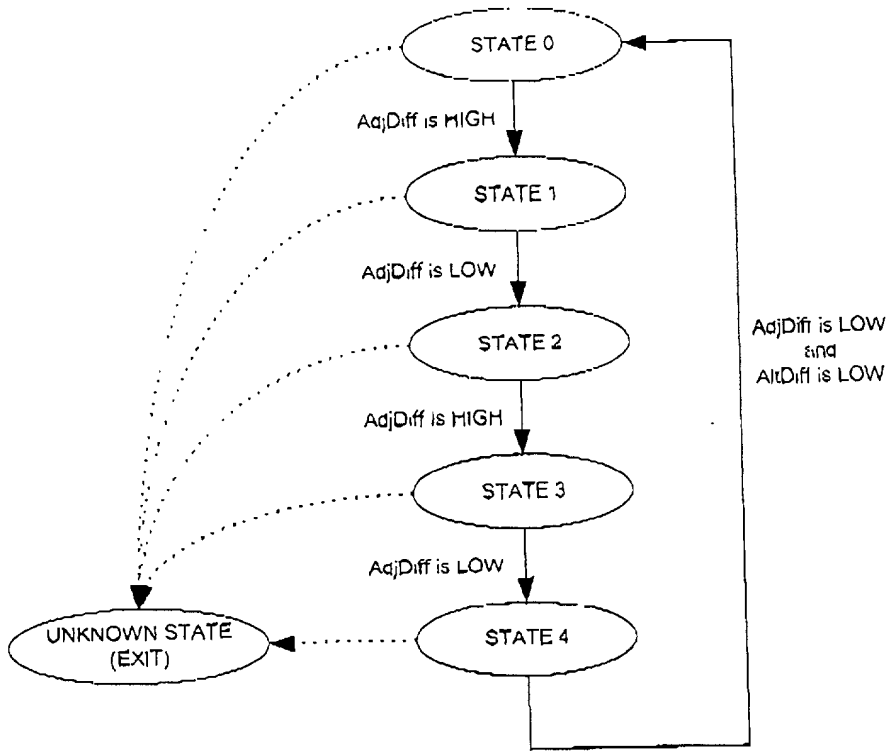 STATE 0
AdjDiff is HIGH
STATE 1
AdjDiff is LOW
STATE 2
AdjDiff is LOW
and
AltDiff is LOW
AdjDiff is HIGH
STATE 3
AdjDiff is LOW
UNKNOWN STATE
(EXIT)
STATE 4